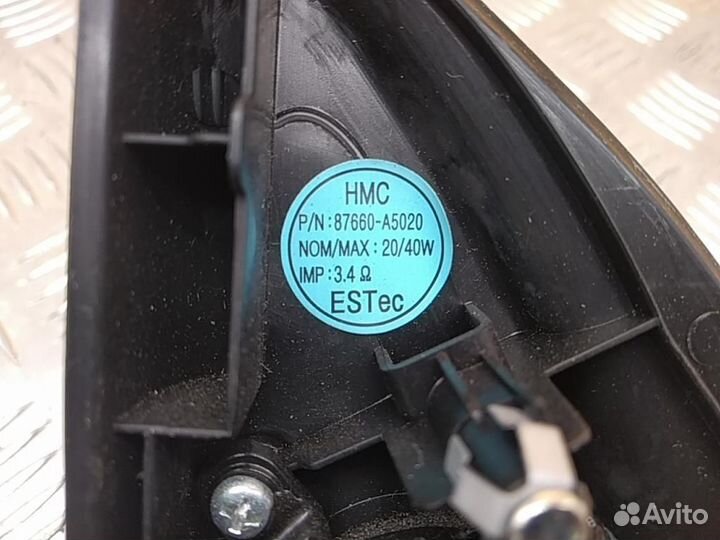 HMC
P/N:87660-A5020
NOM/MAX:20/40W
IMP:3.4 Ω
ESTec
Avito